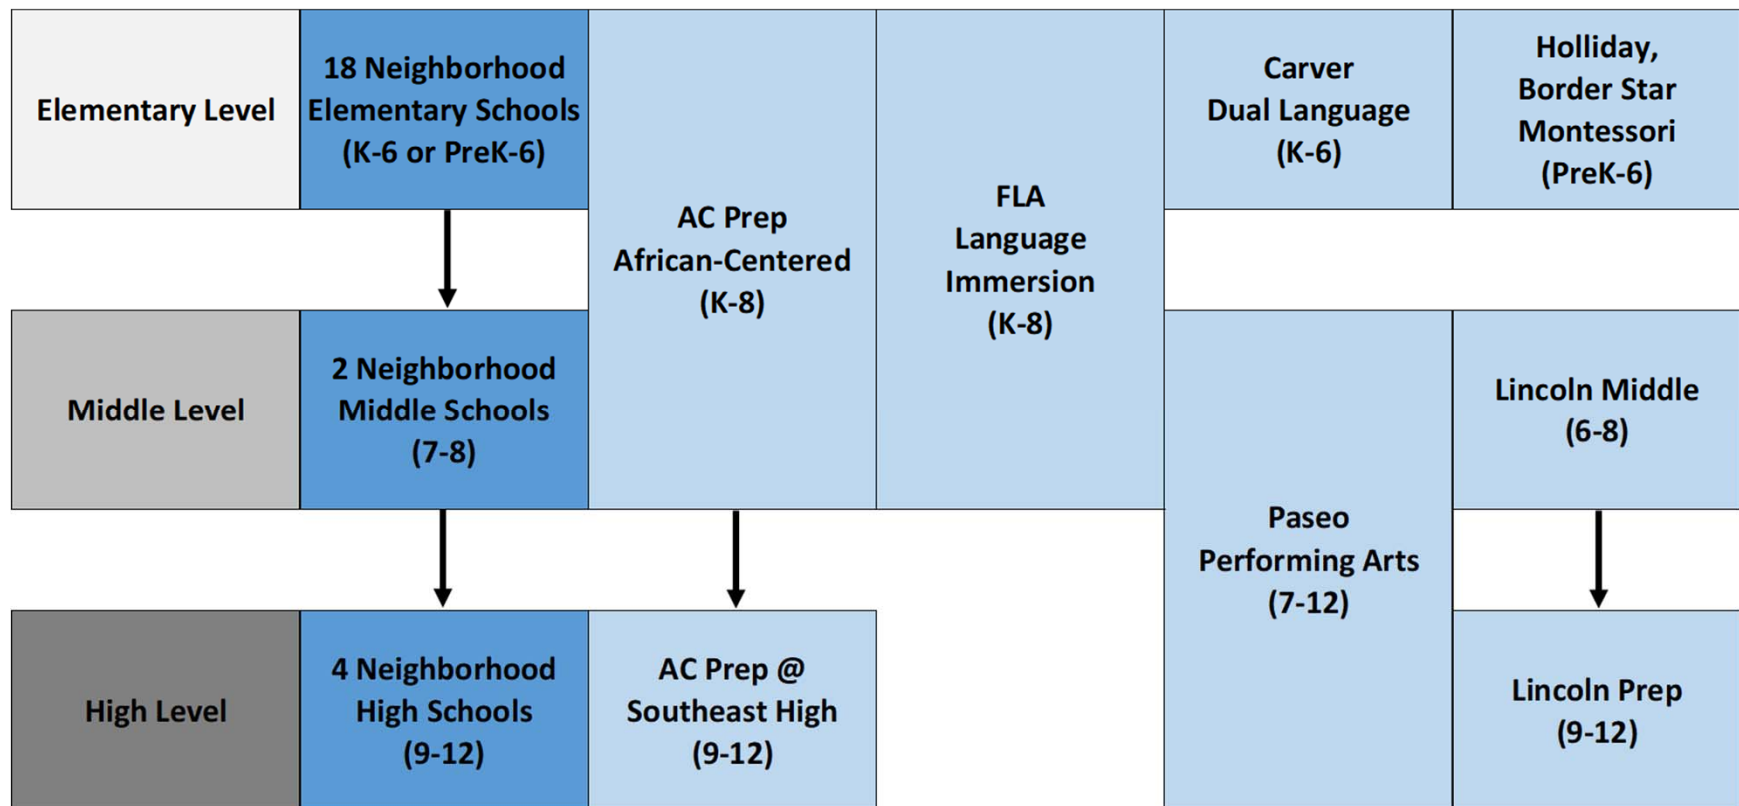 Elementary Level
18 Neighborhood
Elementary Schools
(K-6 or PreK-6)
AC Prep
African-Centered
(K-8)
FLA
Language
Immersion
(K-8)
Carver
Dual Language
(K-6)
Holliday,
Border Star
Montessori
(PreK-6)
Middle Level
2 Neighborhood
Middle Schools
(7-8)
Paseo
Performing Arts
(7-12)
Lincoln Middle
(6-8)
High Level
4 Neighborhood
High Schools
(9-12)
AC Prep @
Southeast High
(9-12)
Lincoln Prep
(9-12)